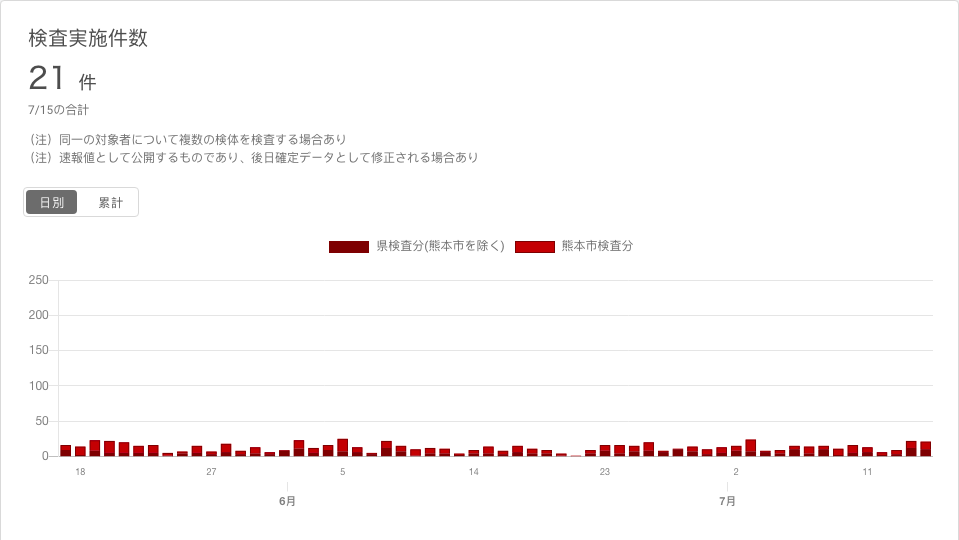 検査実施件数
21 件
7/15の合計
（注）同一の対象者について複数の検体を検査する場合あり
（注）速報値として公開するものであり、後日確定データとして修正される場合あり
日別 累計
県検査分(熊本市を除く) 熊本市検査分
250
200
150
100
50
0
18 27 5 14 23 2 11
6月 7月